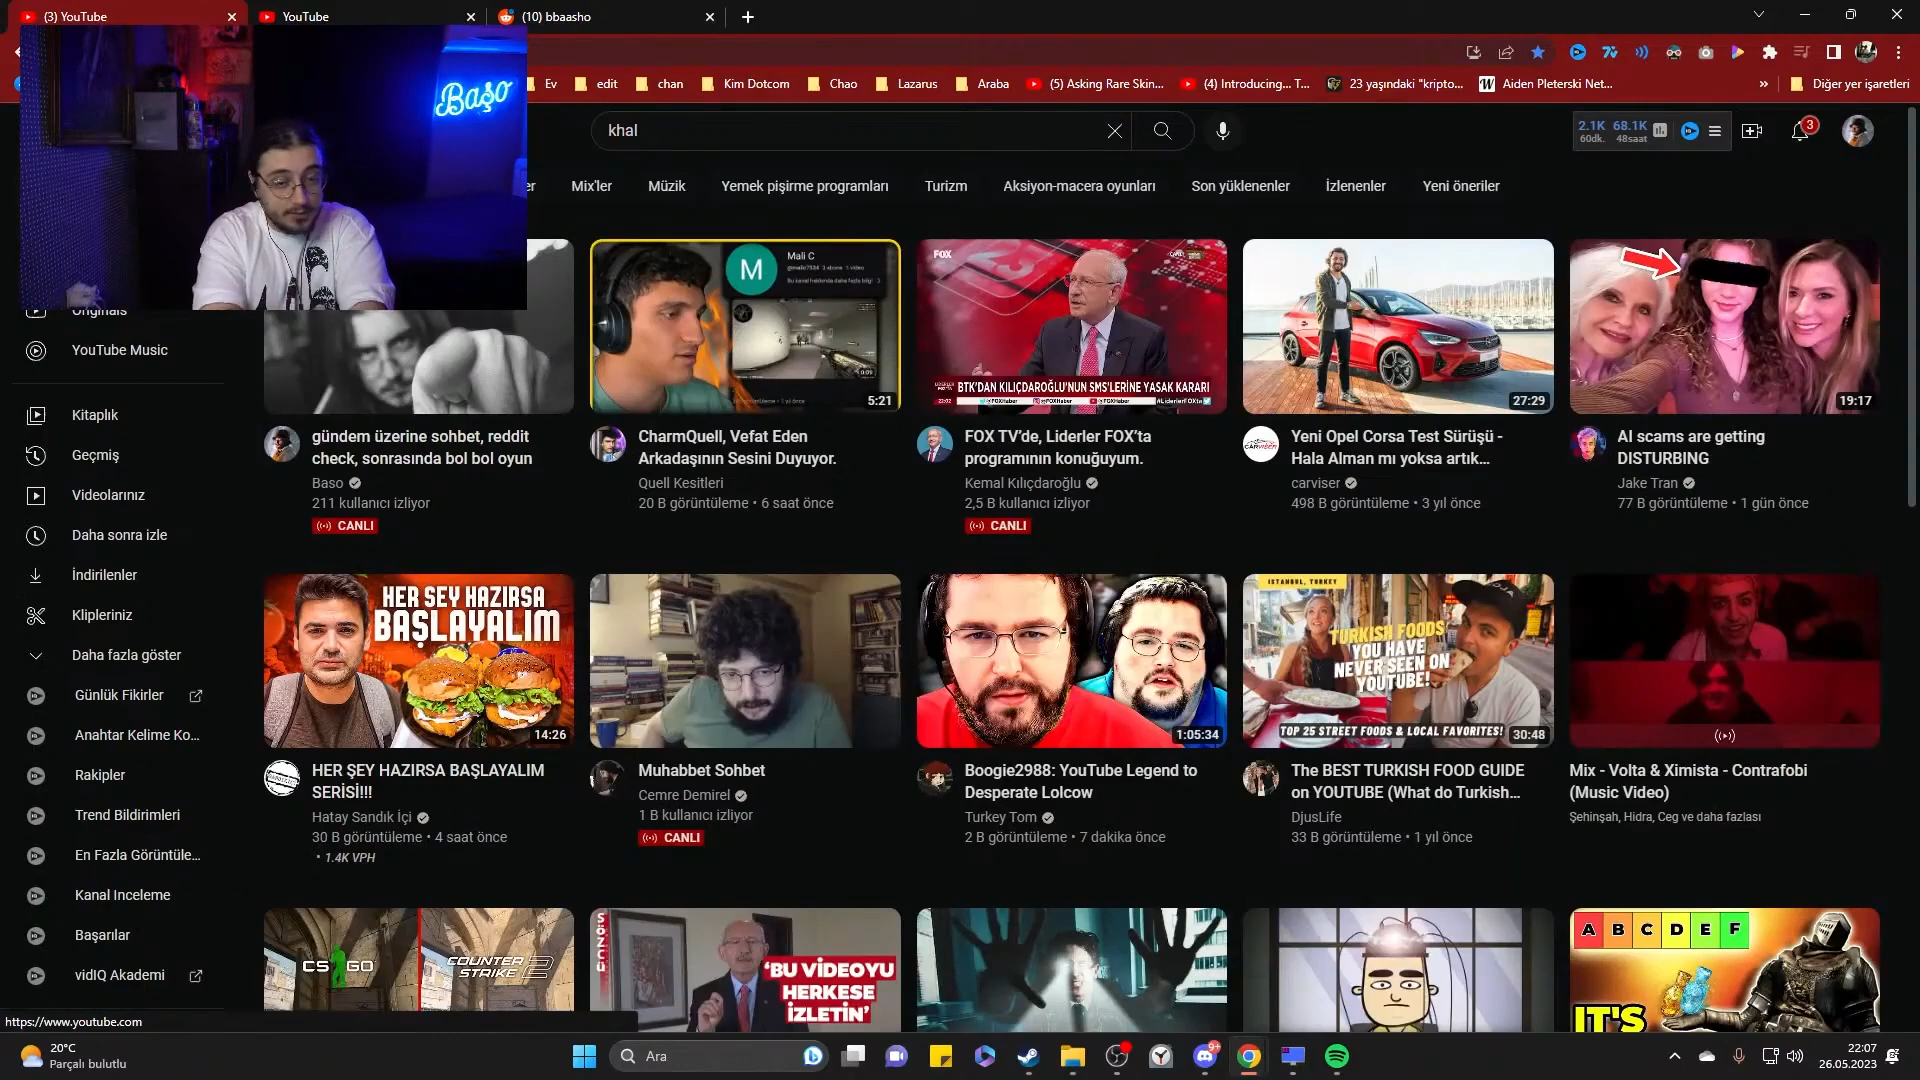 (3) YouTube
YouTube
(10) bbaasho
Başo
Ev
edit
chan
Kim Dotcom
Chao
Lazarus
Araba
(5) Asking Rare Skin...
(4) Introducing... T...
23 yaşındaki "kripto...
Aiden Pleterski Net...
»
Diğer yer işaretleri
khal
2.1K 68.1K
60dk. 48saat
3
er
Mix'ler
Müzik
Yemek pişirme programları
Turizm
Aksiyon-macera oyunları
Son yüklenenler
İzlenenler
Yeni öneriler
Originals
YouTube Music
Kitaplık
Geçmiş
Videolarınız
Daha sonra izle
İndirilenler
Klipleriniz
Daha fazla göster
Günlük Fikirler
Anahtar Kelime Ko...
Rakipler
Trend Bildirimleri
En Fazla Görüntüle...
Kanal Inceleme
Başarılar
vidIQ Akademi
gündem üzerine sohbet, reddit
check, sonrasında bol bol oyun
Baso
211 kullanıcı izliyor
CANLI
M
Mali C
5:21
CharmQuell, Vefat Eden
Arkadaşının Sesini Duyuyor.
Quell Kesitleri
20 B görüntüleme • 6 saat önce
FOX
BTK'DAN KILIÇDAROĞLU'NUN SMS'LERİNE YASAK KARARI
22:02
FOX TV'de, Liderler FOX'ta
programının konuğuyum.
Kemal Kılıçdaroğlu
2,5 B kullanıcı izliyor
CANLI
27:29
CARVISER
Yeni Opel Corsa Test Sürüşü -
Hala Alman mı yoksa artık...
carviser
498 B görüntüleme • 3 yıl önce
19:17
AI scams are getting
DISTURBING
Jake Tran
77 B görüntüleme • 1 gün önce
HER SEY HAZIRSA
BAŞLAYALIM
14:26
HER ŞEY HAZIRSA BAŞLAYALIM
SERİSİ!!!
Hatay Sandık İçi
30 B görüntüleme • 4 saat önce
• 1.4K VPH
Muhabbet Sohbet
Cemre Demirel
1 B kullanıcı izliyor
CANLI
1:05:34
Boogie2988: YouTube Legend to
Desperate Lolcow
Turkey Tom
2 B görüntüleme • 7 dakika önce
ISTANBUL, TURKEY
TURKISH FOODS
YOU HAVE
NEVER SEEN ON
YOUTUBE!
TOP 25 STREET FOODS & LOCAL FAVORITES!
30:48
The BEST TURKISH FOOD GUIDE
on YOUTUBE (What do Turkish...
DjusLife
33 B görüntüleme • 1 yıl önce
Mix - Volta & Ximista - Contrafobi
(Music Video)
Şehinşah, Hidra, Ceg ve daha fazlası
CS GO
COUNTER
STRIKE 2
SÖZCÜ
'BU VİDEOYU
HERKESE
İZLETİN'
A B C D E F
IT'S
https://www.youtube.com
20°C
Parçalı bulutlu
Ara
9+
22:07
26.05.2023